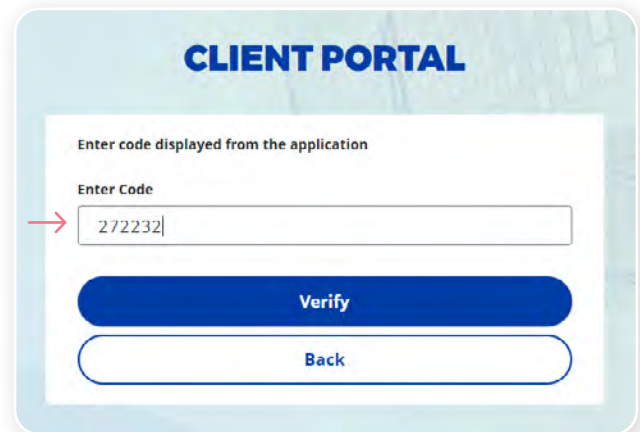 CLIENT PORTAL
Enter code displayed from the application
Enter Code
272232
Verify
Back